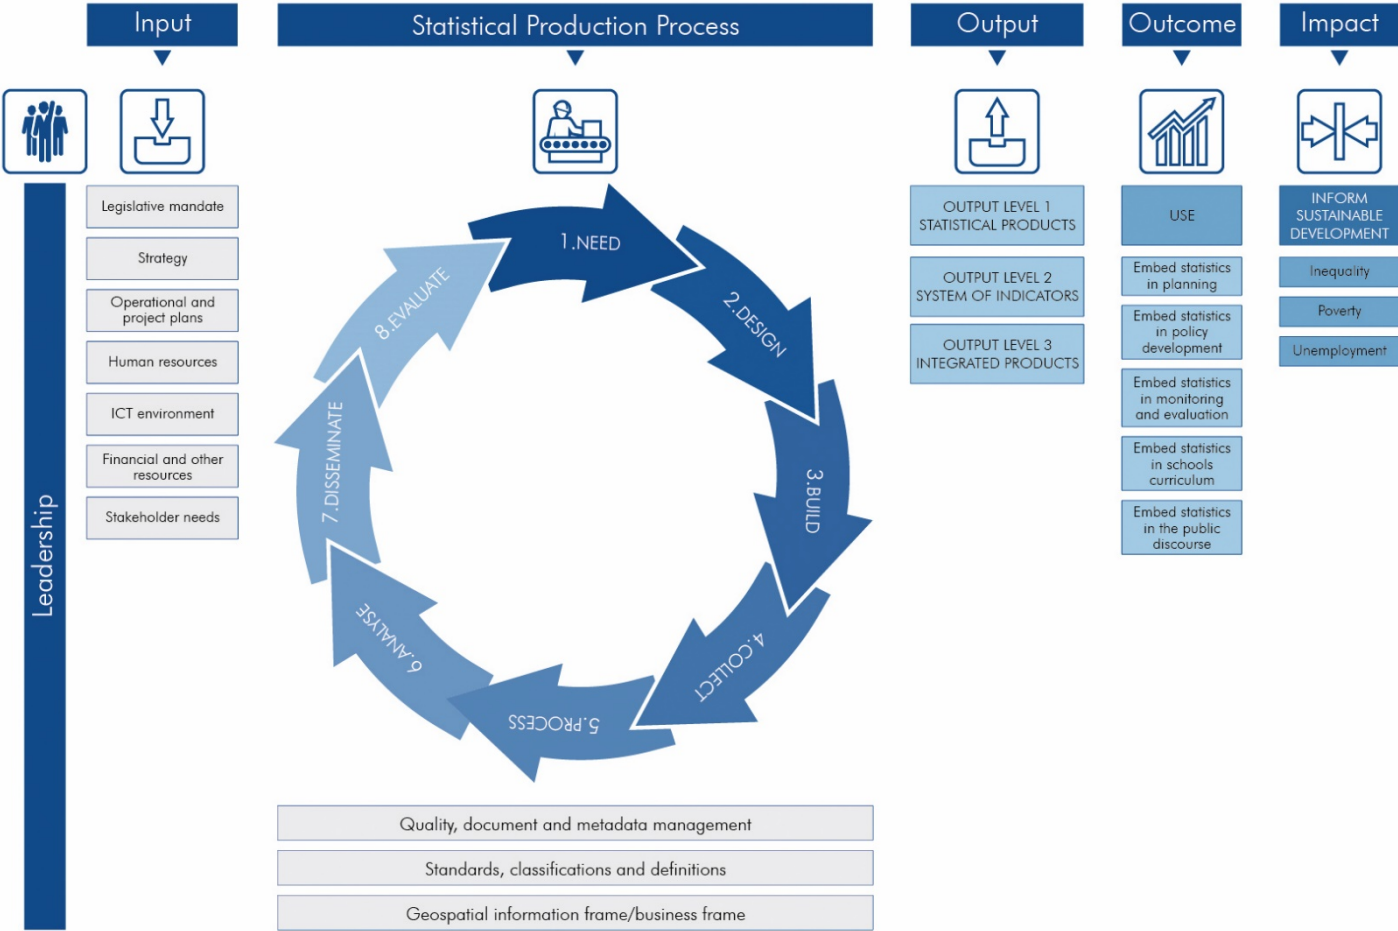 Input
Statistical Production Process
Output
Outcome
Impact
Leadership
Legislative mandate
Strategy
Operational and
project plans
Human resources
ICT environment
Financial and other
resources
Stakeholder needs
1.NEED
2.DESIGN
3.BUILD
4.COLLECT
5.PROCESS
6.ANALYSE
7.DISSEMINATE
8.EVALUATE
Quality, document and metadata management
Standards, classifications and definitions
Geospatial information frame/business frame
OUTPUT LEVEL 1
STATISTICAL PRODUCTS
OUTPUT LEVEL 2
SYSTEM OF INDICATORS
OUTPUT LEVEL 3
INTEGRATED PRODUCTS
USE
Embed statistics
in planning
Embed statistics
in policy
development
Embed statistics
in monitoring
and evaluation
Embed statistics
in schools
curriculum
Embed statistics
in the public
discourse
INFORM
SUSTAINABLE
DEVELOPMENT
Inequality
Poverty
Unemployment